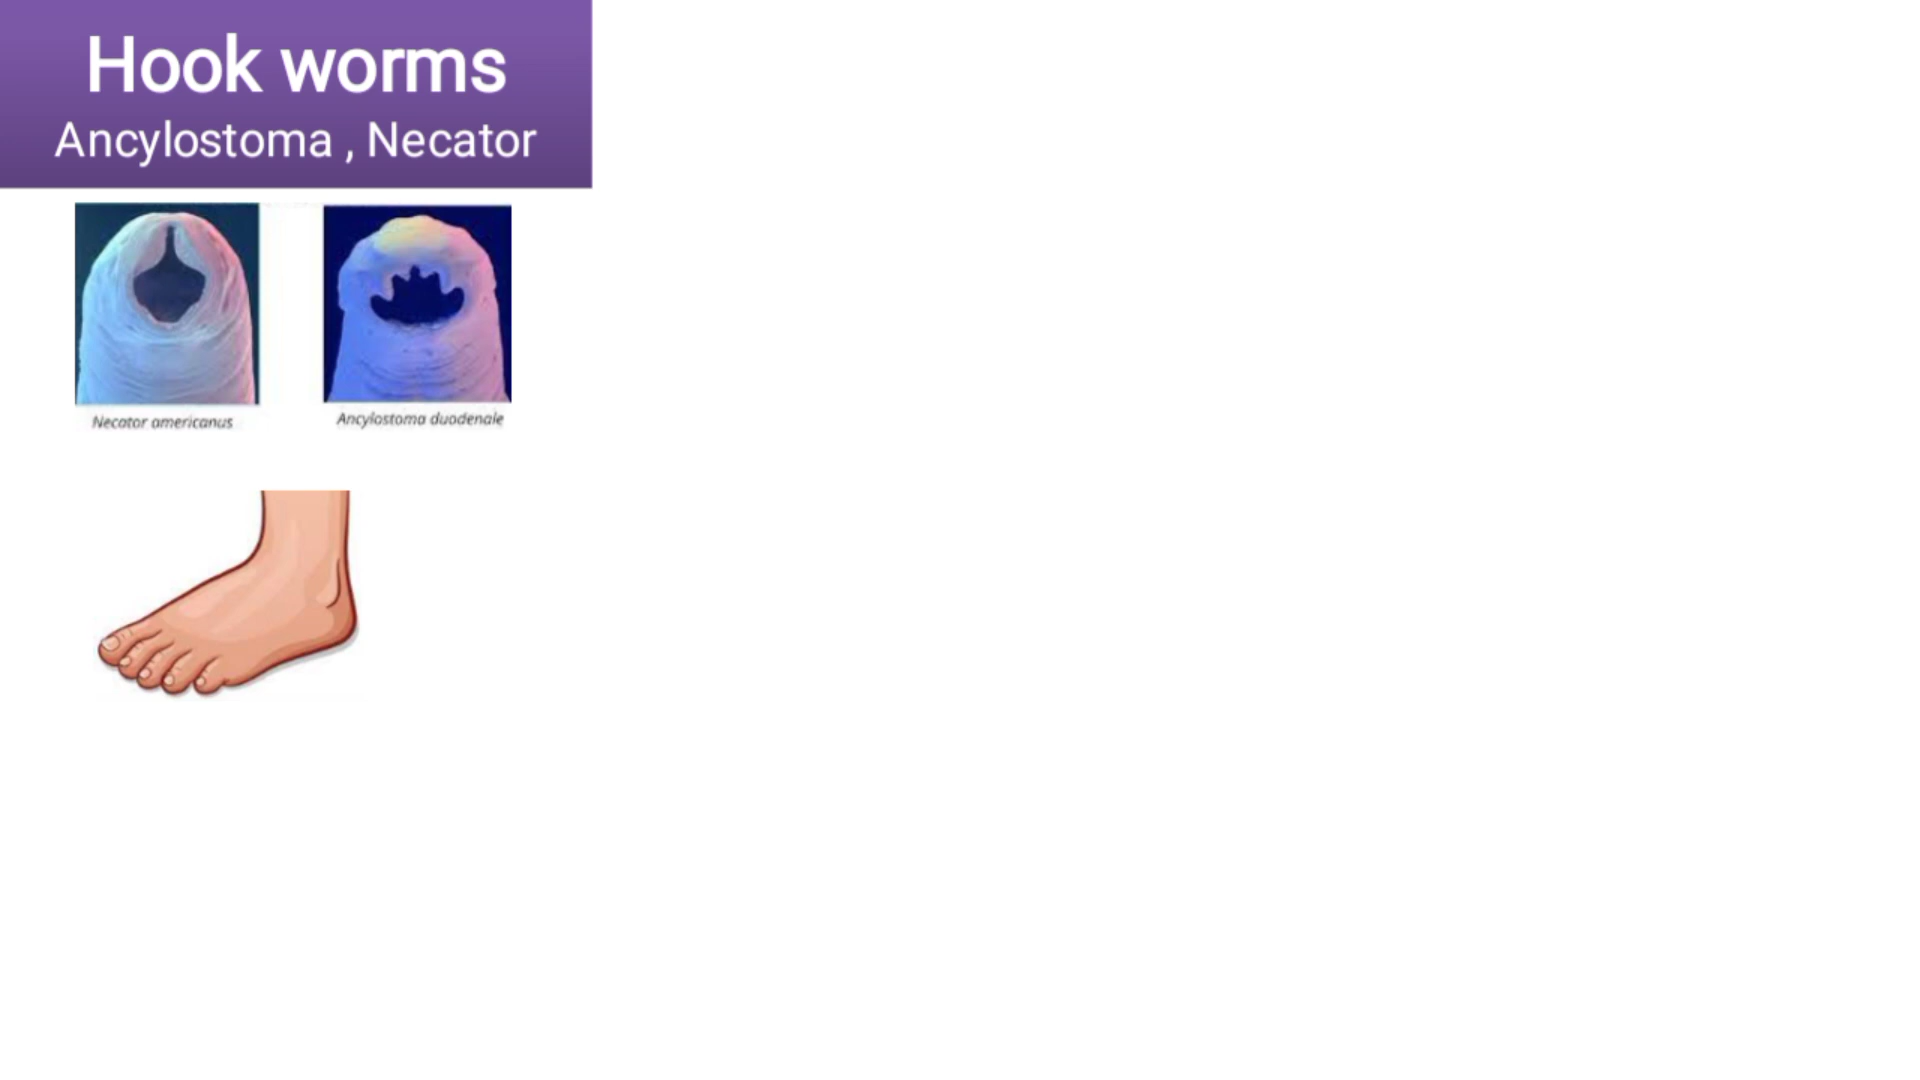 Hook worms
Ancylostoma , Necator
Necator americanus
Ancylostoma duodenale